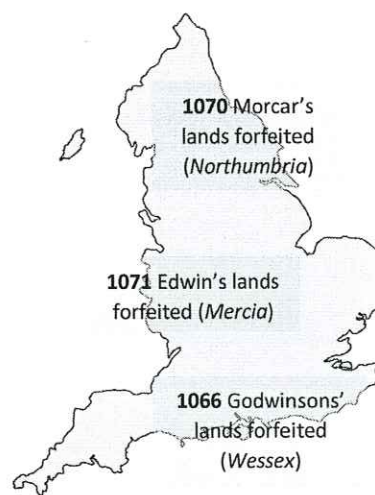 1070 Morcar's
lands forfeited
(Northumbria)
1071 Edwin's lands
forfeited (Mercia)
1066 Godwinsons'
lands forfeited
(Wessex)